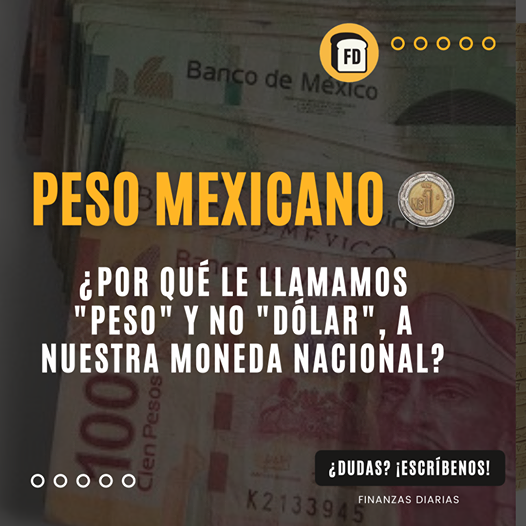 FD
Banco de México
PESO MEXICANO
¿POR QUÉ LE LLAMAMOS
"PESO" Y NO "DÓLAR", A
NUESTRA MONEDA NACIONAL?
100
Cien Pesos
K2133945
¿DUDAS? ¡ESCRÍBENOS!
FINANZAS DIARIAS